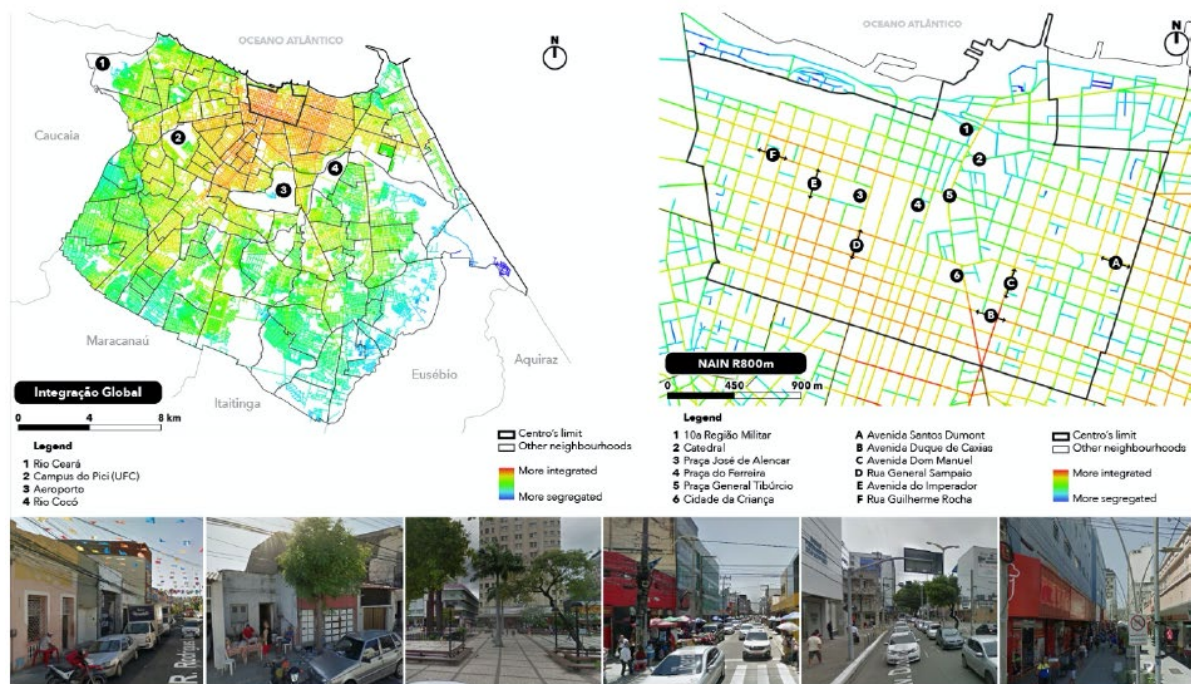 OCEANO ATLÂNTICO
N
1
Caucaia
2
4
3
Maracanaú
Aquiraz
Eusébio
Itaitinga
Integração Global
0 4 8 km
Legend
1 Rio Ceará
2 Campus do Pici (UFC)
3 Aeroporto
4 Rio Cocó
Centro's limit
Other neighbourhoods
More integrated
More segregated
OCEANO ATLÂNTICO
N
1
2
F
E
3
4
5
D
A
6
C
B
NAIN R800m
0 450 900 m
Legend
1 10a Região Militar
2 Catedral
3 Praça José de Alencar
4 Praça do Ferreira
5 Praça General Tibúrcio
6 Cidade da Criança
A Avenida Santos Dumont
B Avenida Duque de Caxias
C Avenida Dom Manuel
D Rua General Sampaio
E Avenida do Imperador
F Rua Guilherme Rocha
Centro's limit
Other neighbourhoods
More integrated
More segregated